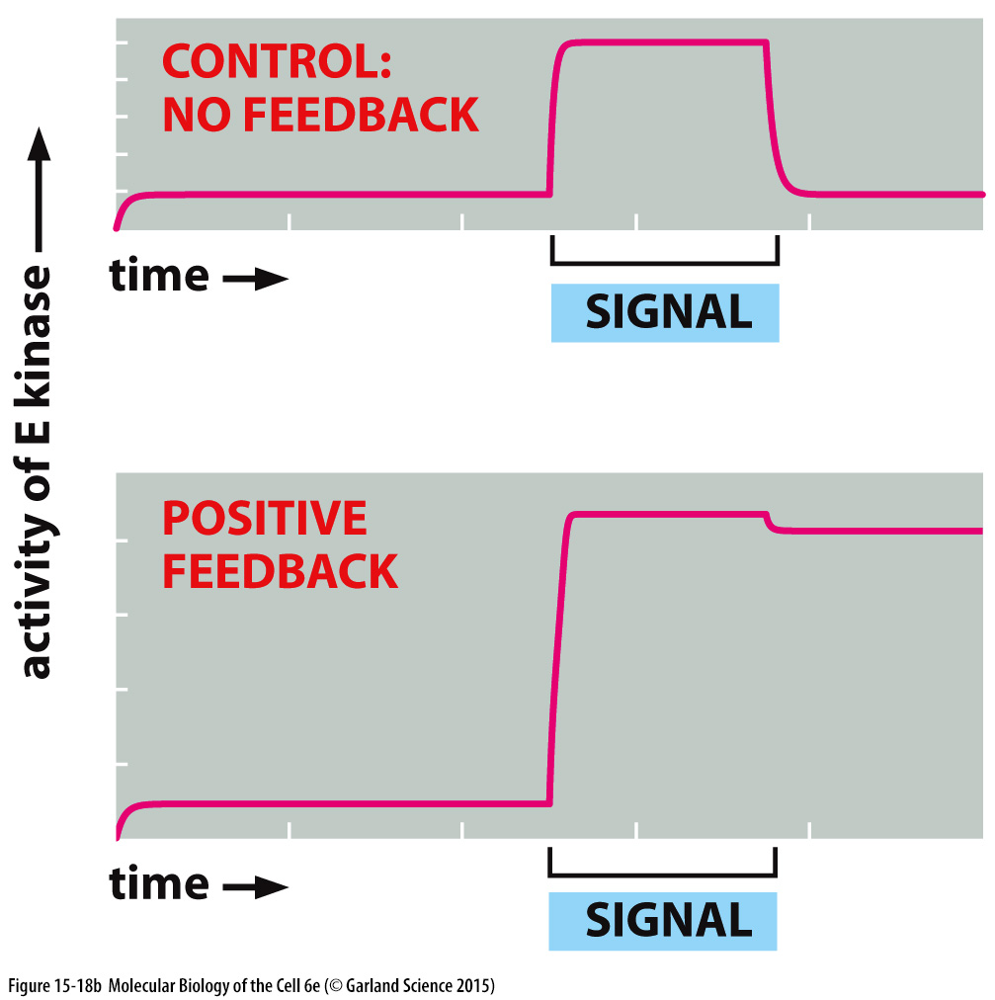 CONTROL:
NO FEEDBACK
activity of E kinase
time
SIGNAL
POSITIVE
FEEDBACK
time
SIGNAL
Figure 15-18b Molecular Biology of the Cell 6e (© Garland Science 2015)